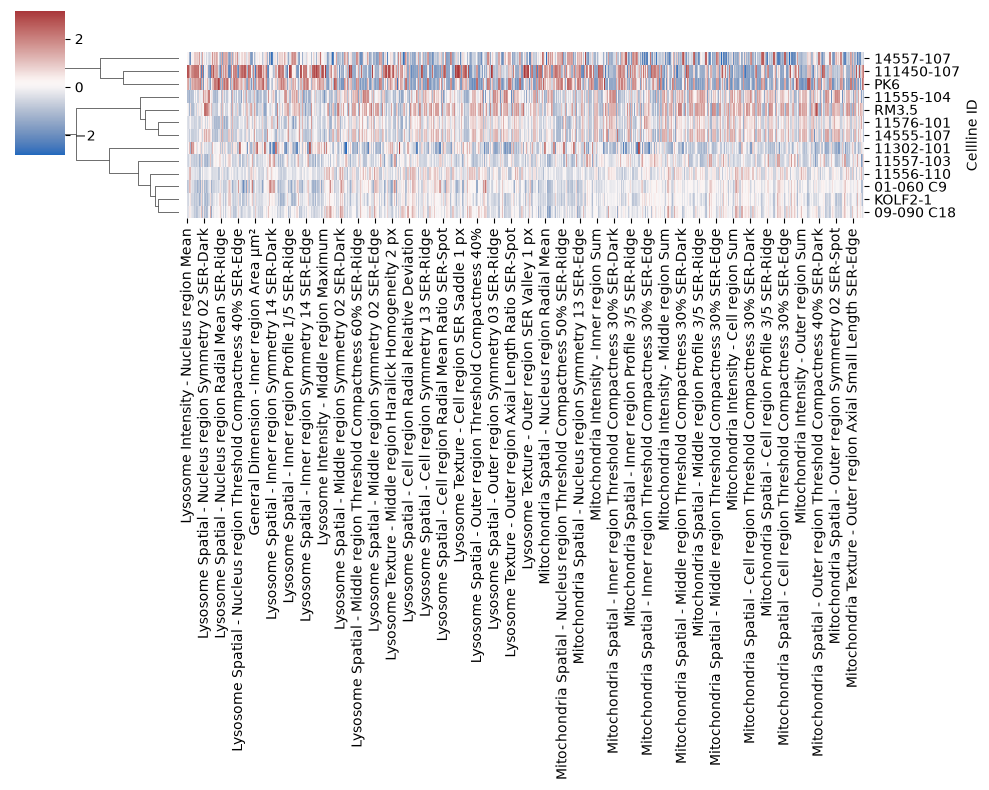 2
0
−2
14557-107
111450-107
PK6
11555-104
RM3.5
11576-101
14555-107
11302-101
11557-103
11556-110
01-060 C9
KOLF2-1
09-090 C18
Cellline ID
Lysosome Intensity - Nucleus region Mean
Lysosome Spatial - Nucleus region Symmetry 02 SER-Dark
Lysosome Spatial - Nucleus region Radial Mean SER-Ridge
Lysosome Spatial - Nucleus region Threshold Compactness 40% SER-Edge
General Dimension - Inner region Area μm²
Lysosome Spatial - Inner region Symmetry 14 SER-Dark
Lysosome Spatial - Inner region Profile 1/5 SER-Ridge
Lysosome Spatial - Inner region Symmetry 14 SER-Edge
Lysosome Intensity - Middle region Maximum
Lysosome Spatial - Middle region Symmetry 02 SER-Dark
Lysosome Spatial - Middle region Threshold Compactness 60% SER-Ridge
Lysosome Spatial - Middle region Symmetry 02 SER-Edge
Lysosome Texture - Middle region Haralick Homogeneity 2 px
Lysosome Spatial - Cell region Radial Relative Deviation
Lysosome Spatial - Cell region Symmetry 13 SER-Ridge
Lysosome Spatial - Cell region Radial Mean Ratio SER-Spot
Lysosome Texture - Cell region SER Saddle 1 px
Lysosome Spatial - Outer region Threshold Compactness 40%
Lysosome Spatial - Outer region Symmetry 03 SER-Ridge
Lysosome Texture - Outer region Axial Length Ratio SER-Spot
Lysosome Texture - Outer region SER Valley 1 px
Mitochondria Spatial - Nucleus region Radial Mean
Mitochondria Spatial - Nucleus region Threshold Compactness 50% SER-Ridge
Mitochondria Spatial - Nucleus region Symmetry 13 SER-Edge
Mitochondria Intensity - Inner region Sum
Mitochondria Spatial - Inner region Threshold Compactness 30% SER-Dark
Mitochondria Spatial - Inner region Profile 3/5 SER-Ridge
Mitochondria Spatial - Inner region Threshold Compactness 30% SER-Edge
Mitochondria Intensity - Middle region Sum
Mitochondria Spatial - Middle region Threshold Compactness 30% SER-Dark
Mitochondria Spatial - Middle region Profile 3/5 SER-Ridge
Mitochondria Spatial - Middle region Threshold Compactness 30% SER-Edge
Mitochondria Intensity - Cell region Sum
Mitochondria Spatial - Cell region Threshold Compactness 30% SER-Dark
Mitochondria Spatial - Cell region Profile 3/5 SER-Ridge
Mitochondria Spatial - Cell region Threshold Compactness 30% SER-Edge
Mitochondria Intensity - Outer region Sum
Mitochondria Spatial - Outer region Threshold Compactness 40% SER-Dark
Mitochondria Spatial - Outer region Symmetry 02 SER-Spot
Mitochondria Texture - Outer region Axial Small Length SER-Edge